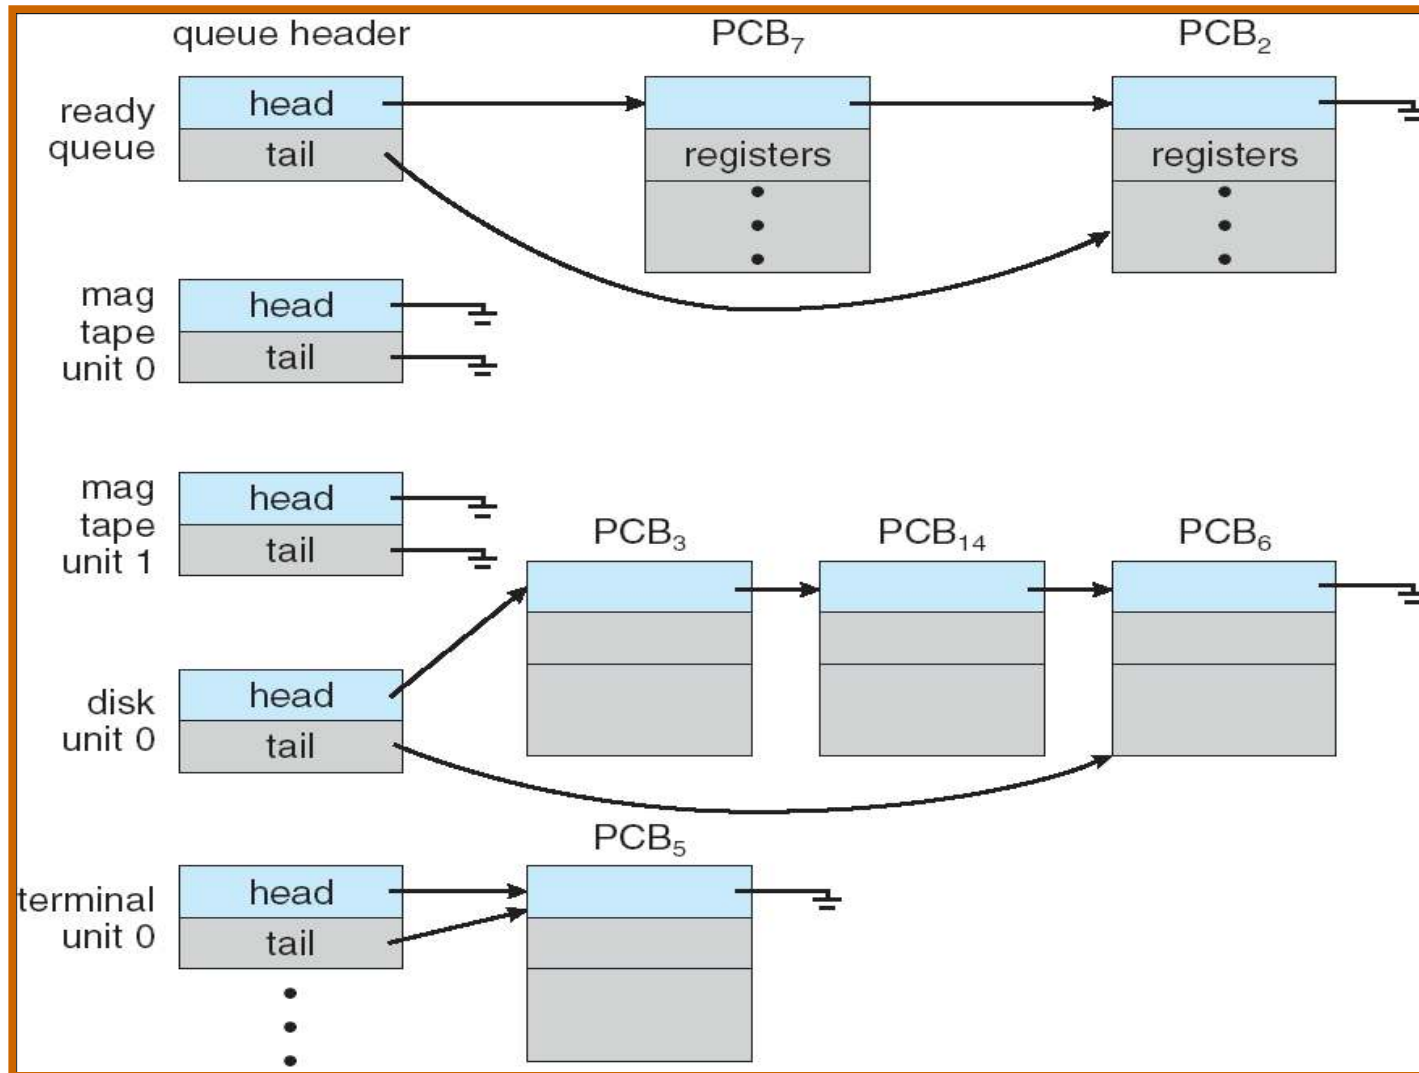 queue header
PCB₇
PCB₂
ready
queue
head
tail
registers
registers
mag
tape
unit 0
head
tail
mag
tape
unit 1
head
tail
PCB₃
PCB₁₄
PCB₆
disk
unit 0
head
tail
PCB₅
terminal
unit 0
head
tail